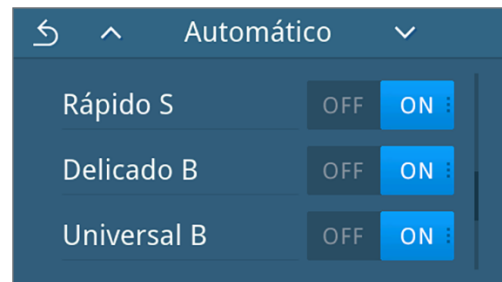 Automático
Rápido S OFF ON
Delicado B OFF ON
Universal B OFF ON